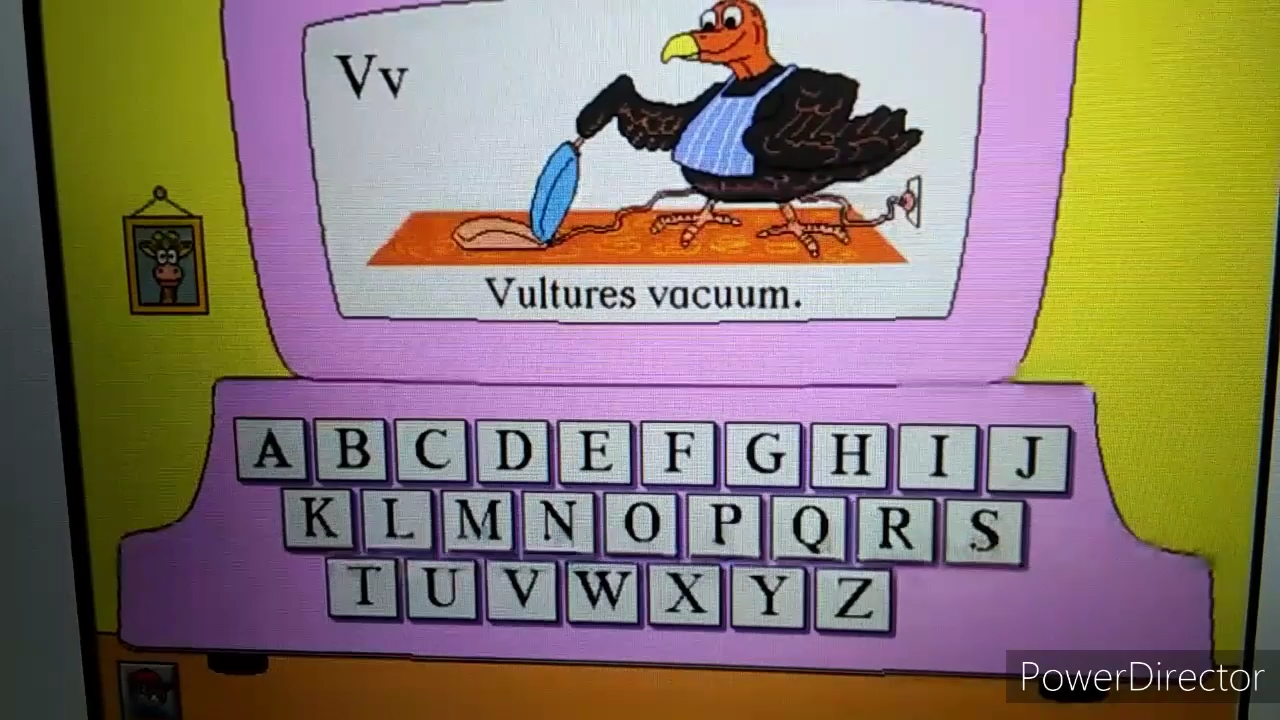 Vv
Vultures vacuum.
A B C D E F G H I J
K L M N O P Q R S
T U V W X Y Z
PowerDirector